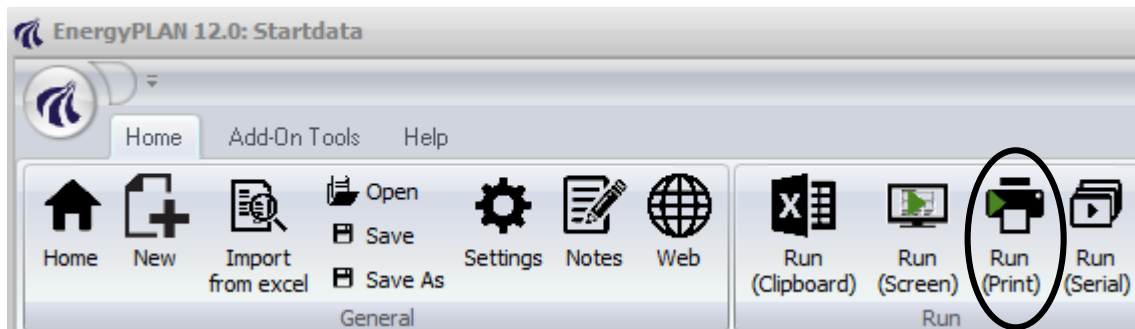 EnergyPLAN 12.0: Startdata
Home Add-On Tools Help
Home
New
Import
from excel
Open
Save
Save As
Settings
Notes
Web
Run
(Clipboard)
Run
(Screen)
Run
(Print)
Run
(Serial)
General
Run